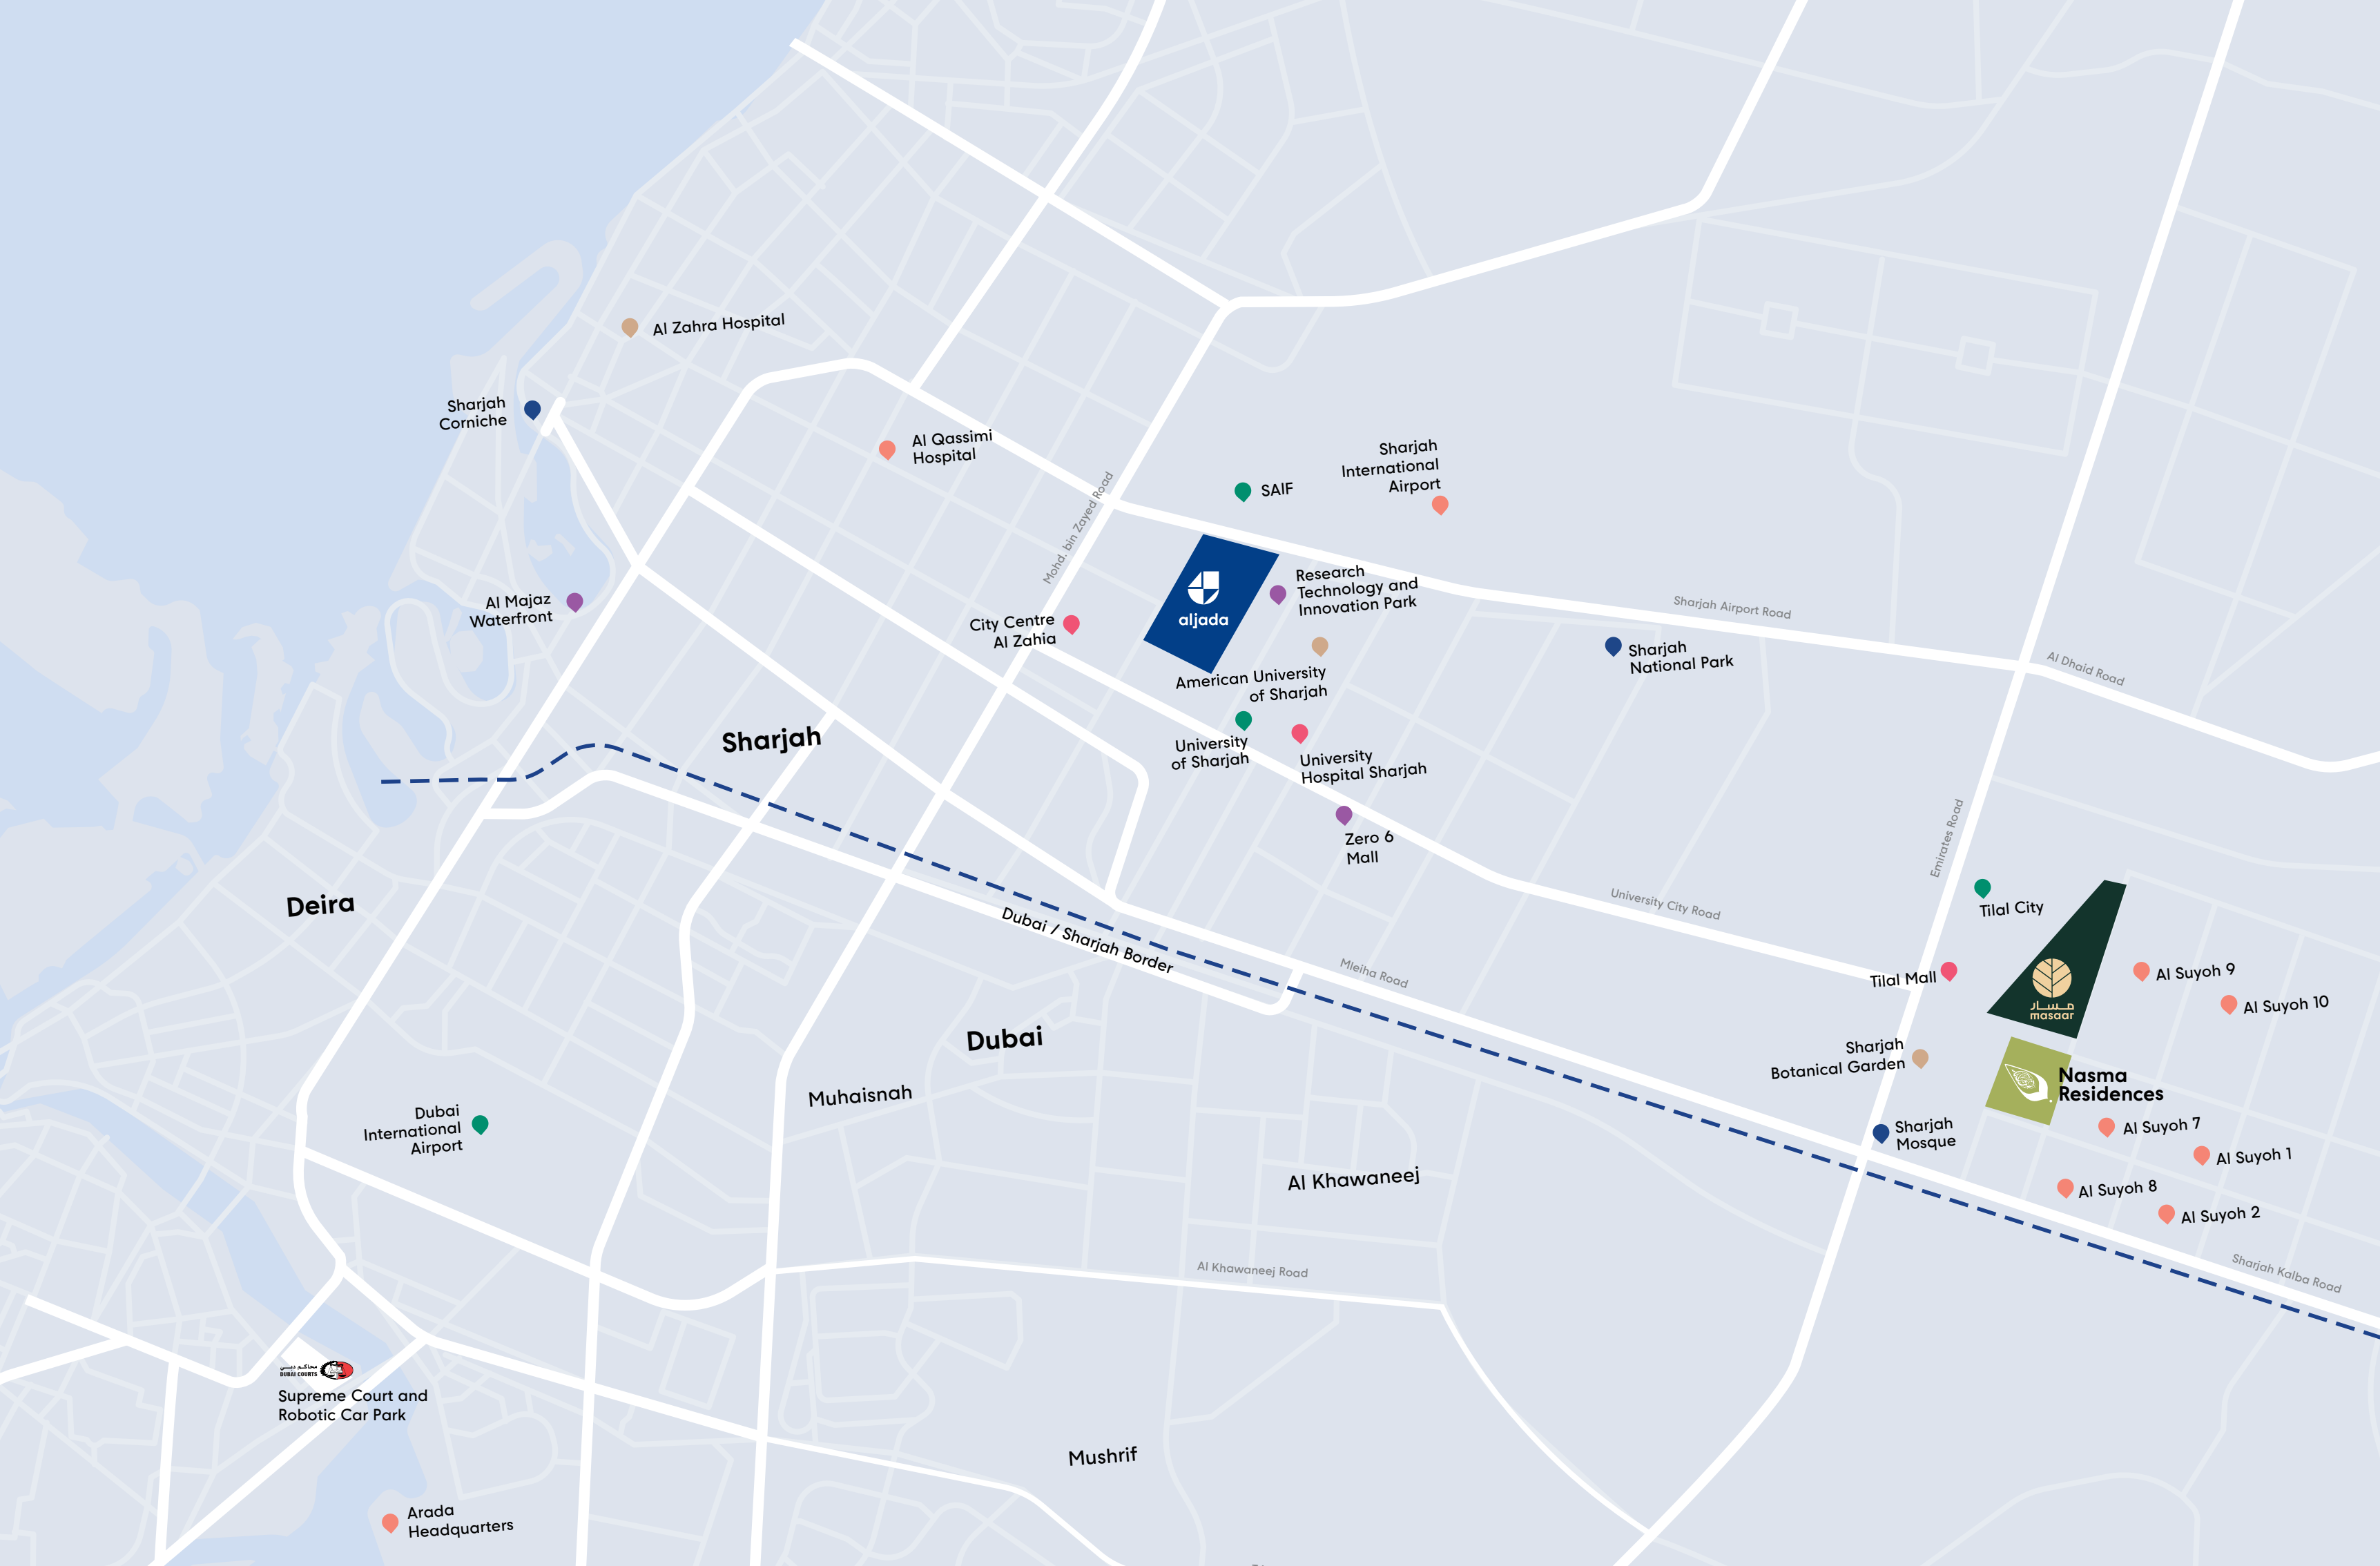 Al Zahra Hospital
Sharjah
Corniche
Al Qassimi
Hospital
Sharjah
International
Airport
SAIF
Mohd. bin Zayed Road
aljada
Research
Technology and
Innovation Park
Al Majaz
Waterfront
City Centre
Al Zahia
Sharjah Airport Road
Sharjah
National Park
Al Dhaid Road
American University
of Sharjah
Sharjah
University
of Sharjah
University
Hospital Sharjah
Zero 6
Mall
Emirates Road
Deira
University City Road
Tilal City
Dubai / Sharjah Border
Mleiha Road
Tilal Mall
مسار
masaar
Al Suyoh 9
Al Suyoh 10
Dubai
Sharjah
Botanical Garden
Nasma
Residences
Muhaisnah
Dubai
International
Airport
Sharjah
Mosque
Al Suyoh 7
Al Suyoh 1
Al Khawaneej
Al Suyoh 8
Al Suyoh 2
Al Khawaneej Road
Sharjah Kalba Road
محاكم دبي
DUBAI COURTS
Supreme Court and
Robotic Car Park
Mushrif
Arada
Headquarters